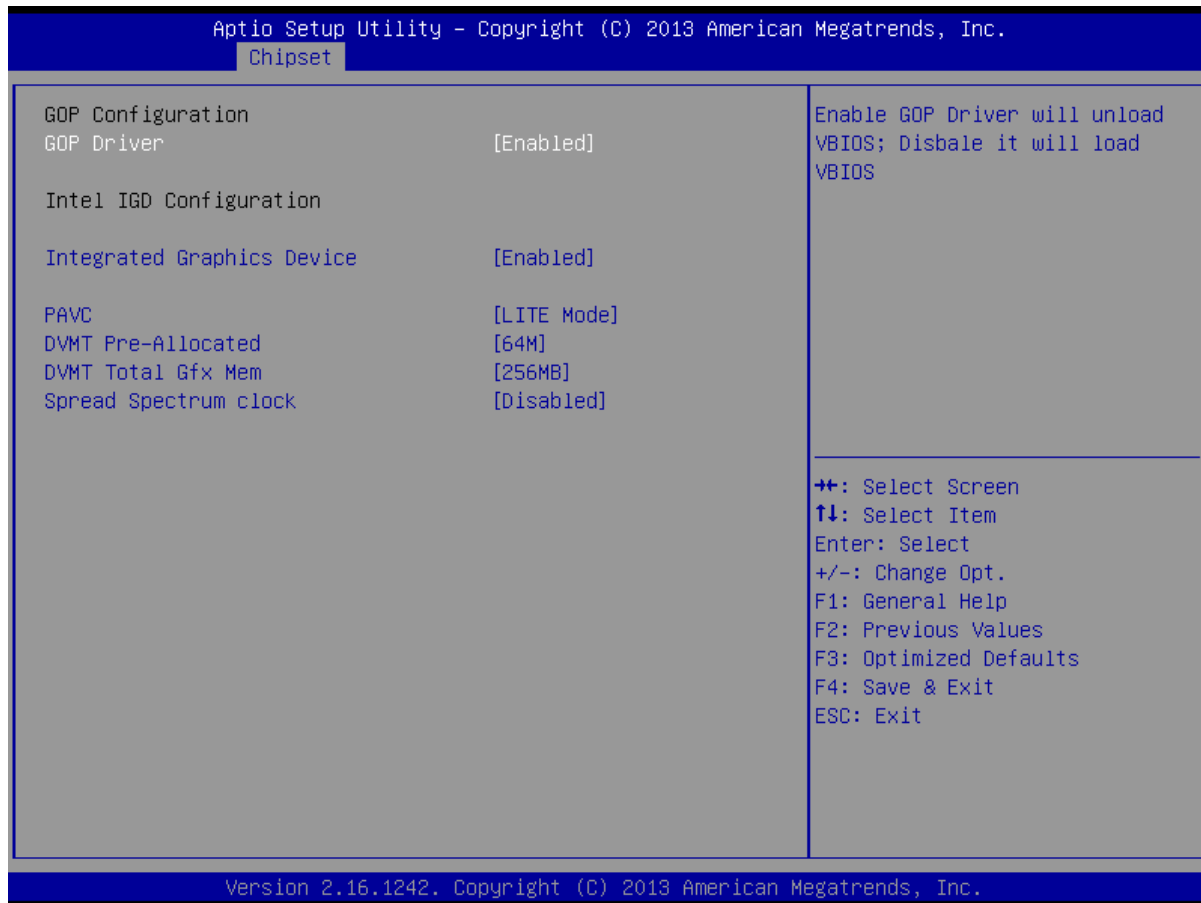 Aptio Setup Utility – Copyright (C) 2013 American Megatrends, Inc.
Chipset
GOP Configuration
GOP Driver [Enabled]
Intel IGD Configuration
Integrated Graphics Device [Enabled]
PAVC [LITE Mode]
DVMT Pre-Allocated [64M]
DVMT Total Gfx Mem [256MB]
Spread Spectrum clock [Disabled]
Enable GOP Driver will unload
VBIOS; Disbale it will load
VBIOS
→←: Select Screen
↑↓: Select Item
Enter: Select
+/-: Change Opt.
F1: General Help
F2: Previous Values
F3: Optimized Defaults
F4: Save & Exit
ESC: Exit
Version 2.16.1242. Copyright (C) 2013 American Megatrends, Inc.